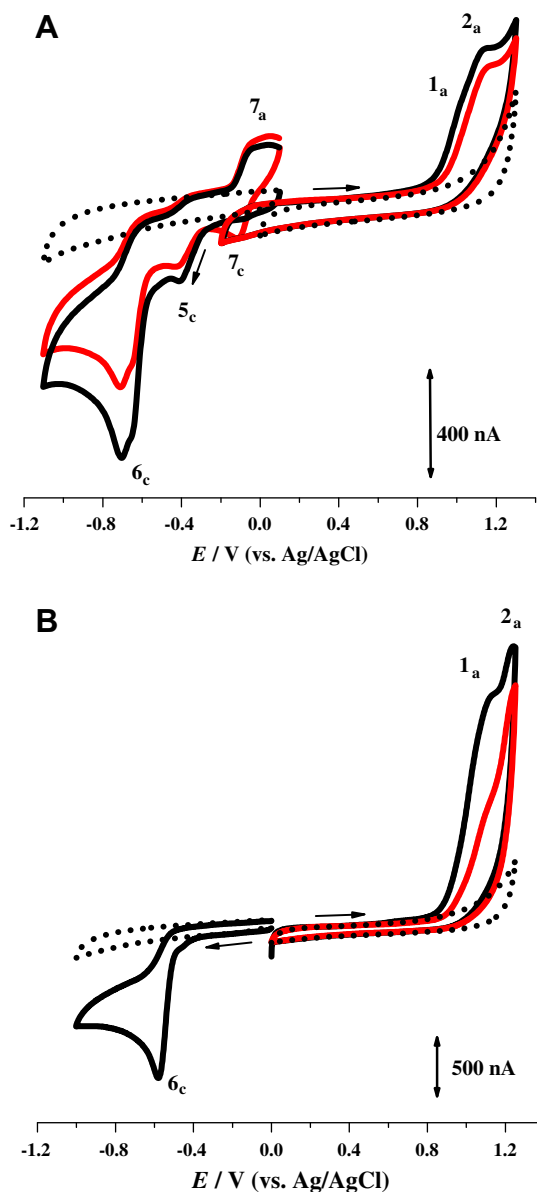 A
2a
1a
7a
7c
5c
400 nA
6c
-1.2 -0.8 -0.4 0.0 0.4 0.8 1.2
E / V (vs. Ag/AgCl)
B
2a
1a
6c
500 nA
-1.2 -0.8 -0.4 0.0 0.4 0.8 1.2
E / V (vs. Ag/AgCl)